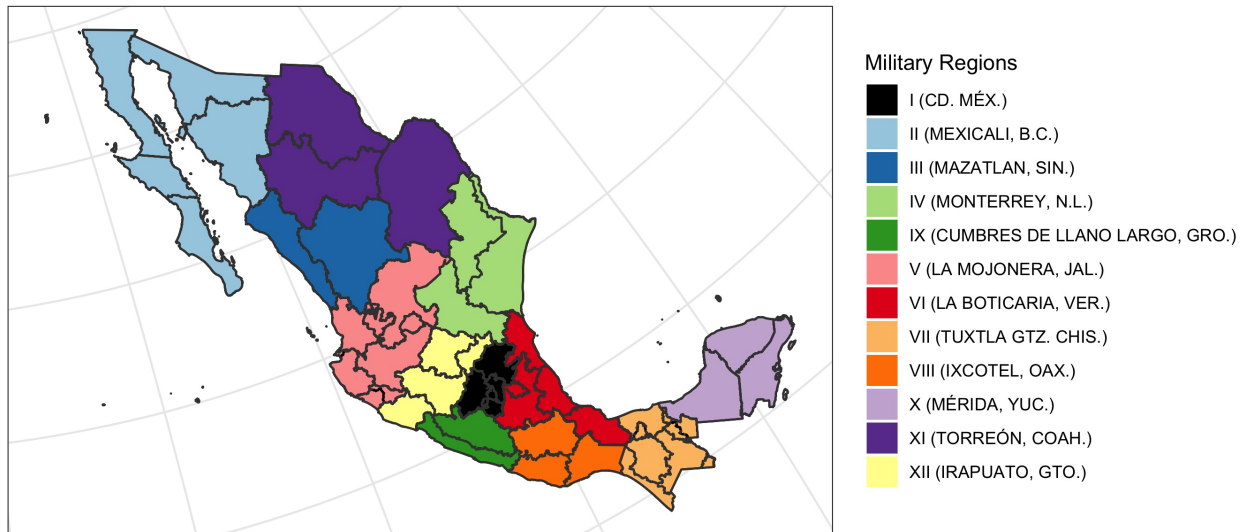 Military Regions
I (CD. MÉX.)
II (MEXICALI, B.C.)
III (MAZATLAN, SIN.)
IV (MONTERREY, N.L.)
IX (CUMBRES DE LLANO LARGO, GRO.)
V (LA MOJONERA, JAL.)
VI (LA BOTICARIA, VER.)
VII (TUXTLA GTZ. CHIS.)
VIII (IXCOTEL, OAX.)
X (MÉRIDA, YUC.)
XI (TORREÓN, COAH.)
XII (IRAPUATO, GTO.)